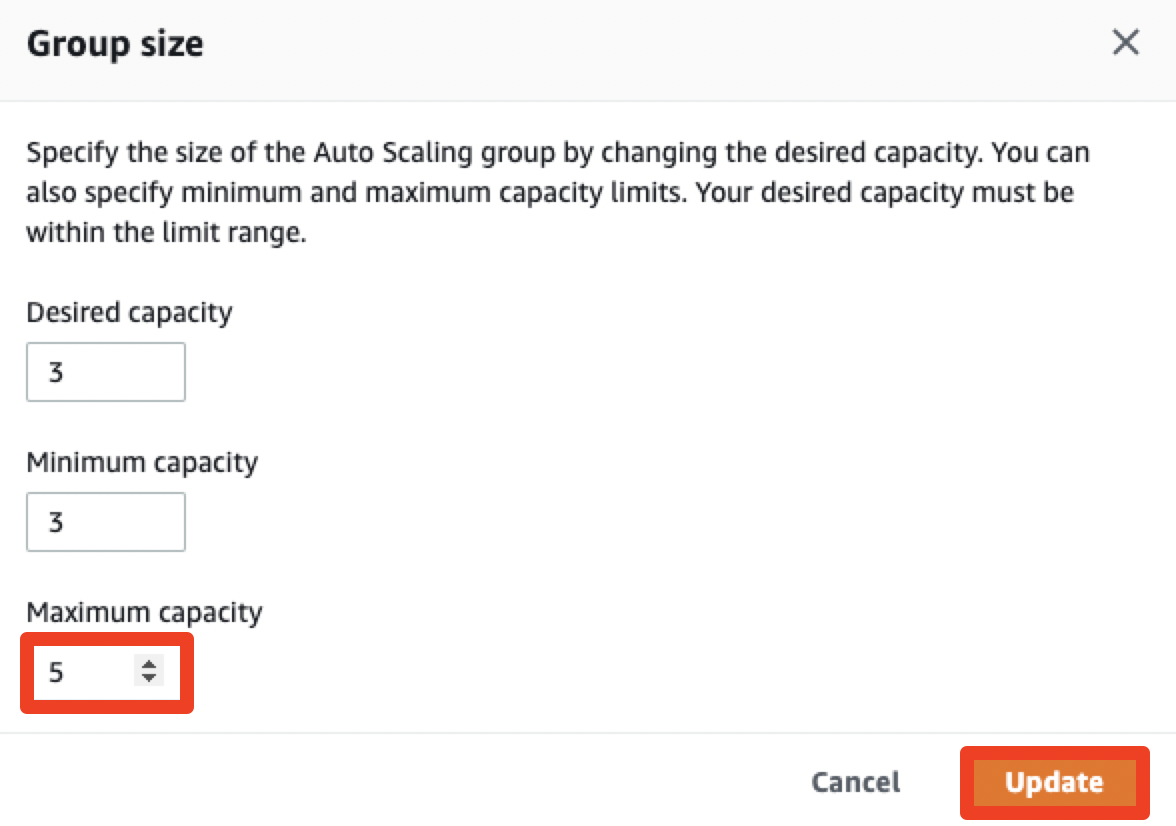 Group size
Specify the size of the Auto Scaling group by changing the desired capacity. You can
also specify minimum and maximum capacity limits. Your desired capacity must be
within the limit range.
Desired capacity
3
Minimum capacity
3
Maximum capacity
5
Cancel Update